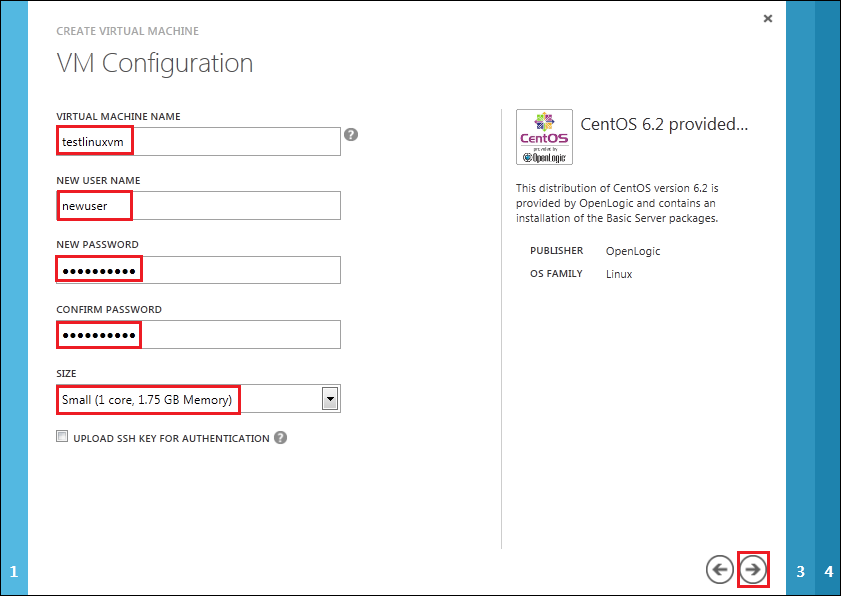 CREATE VIRTUAL MACHINE
VM Configuration
VIRTUAL MACHINE NAME
testlinuxvm
?
NEW USER NAME
newuser
NEW PASSWORD
●●●●●●●●●●
CONFIRM PASSWORD
●●●●●●●●●●
SIZE
Small (1 core, 1.75 GB Memory)
UPLOAD SSH KEY FOR AUTHENTICATION ?
CentOS
provided by
OpenLogic
CentOS 6.2 provided...
This distribution of CentOS version 6.2 is
provided by OpenLogic and contains an
installation of the Basic Server packages.
PUBLISHER OpenLogic
OS FAMILY Linux
1
3
4